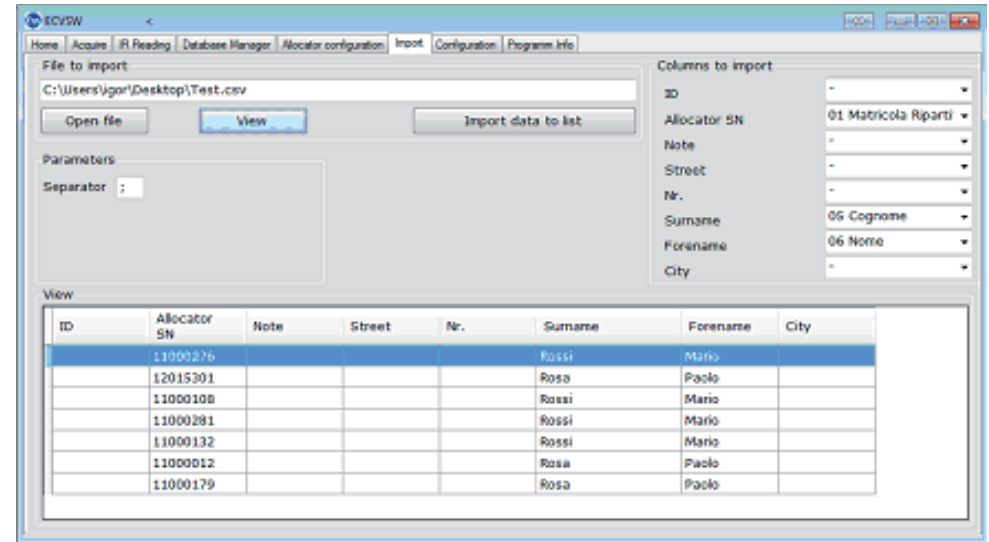 ECVSW <
Home Acquire IR Reading Database Manager Allocator configuration Import Configuration Programm Info
File to import
C:\Users\igor\Desktop\Test.csv
Open file View Import data to list
Parameters
Separator ;
Columns to import
ID -
Allocator SN 01 Matricola Riparti
Note -
Street -
Nr. -
Surname 05 Cognome
Forename 06 Nome
City -
View
ID Allocator SN Note Street Nr. Surname Forename City
11000276 Rossi Mario
12015301 Rosa Paolo
11000108 Rossi Mario
11000281 Rossi Mario
11000132 Rossi Mario
11000012 Rosa Paolo
11000179 Rosa Paolo